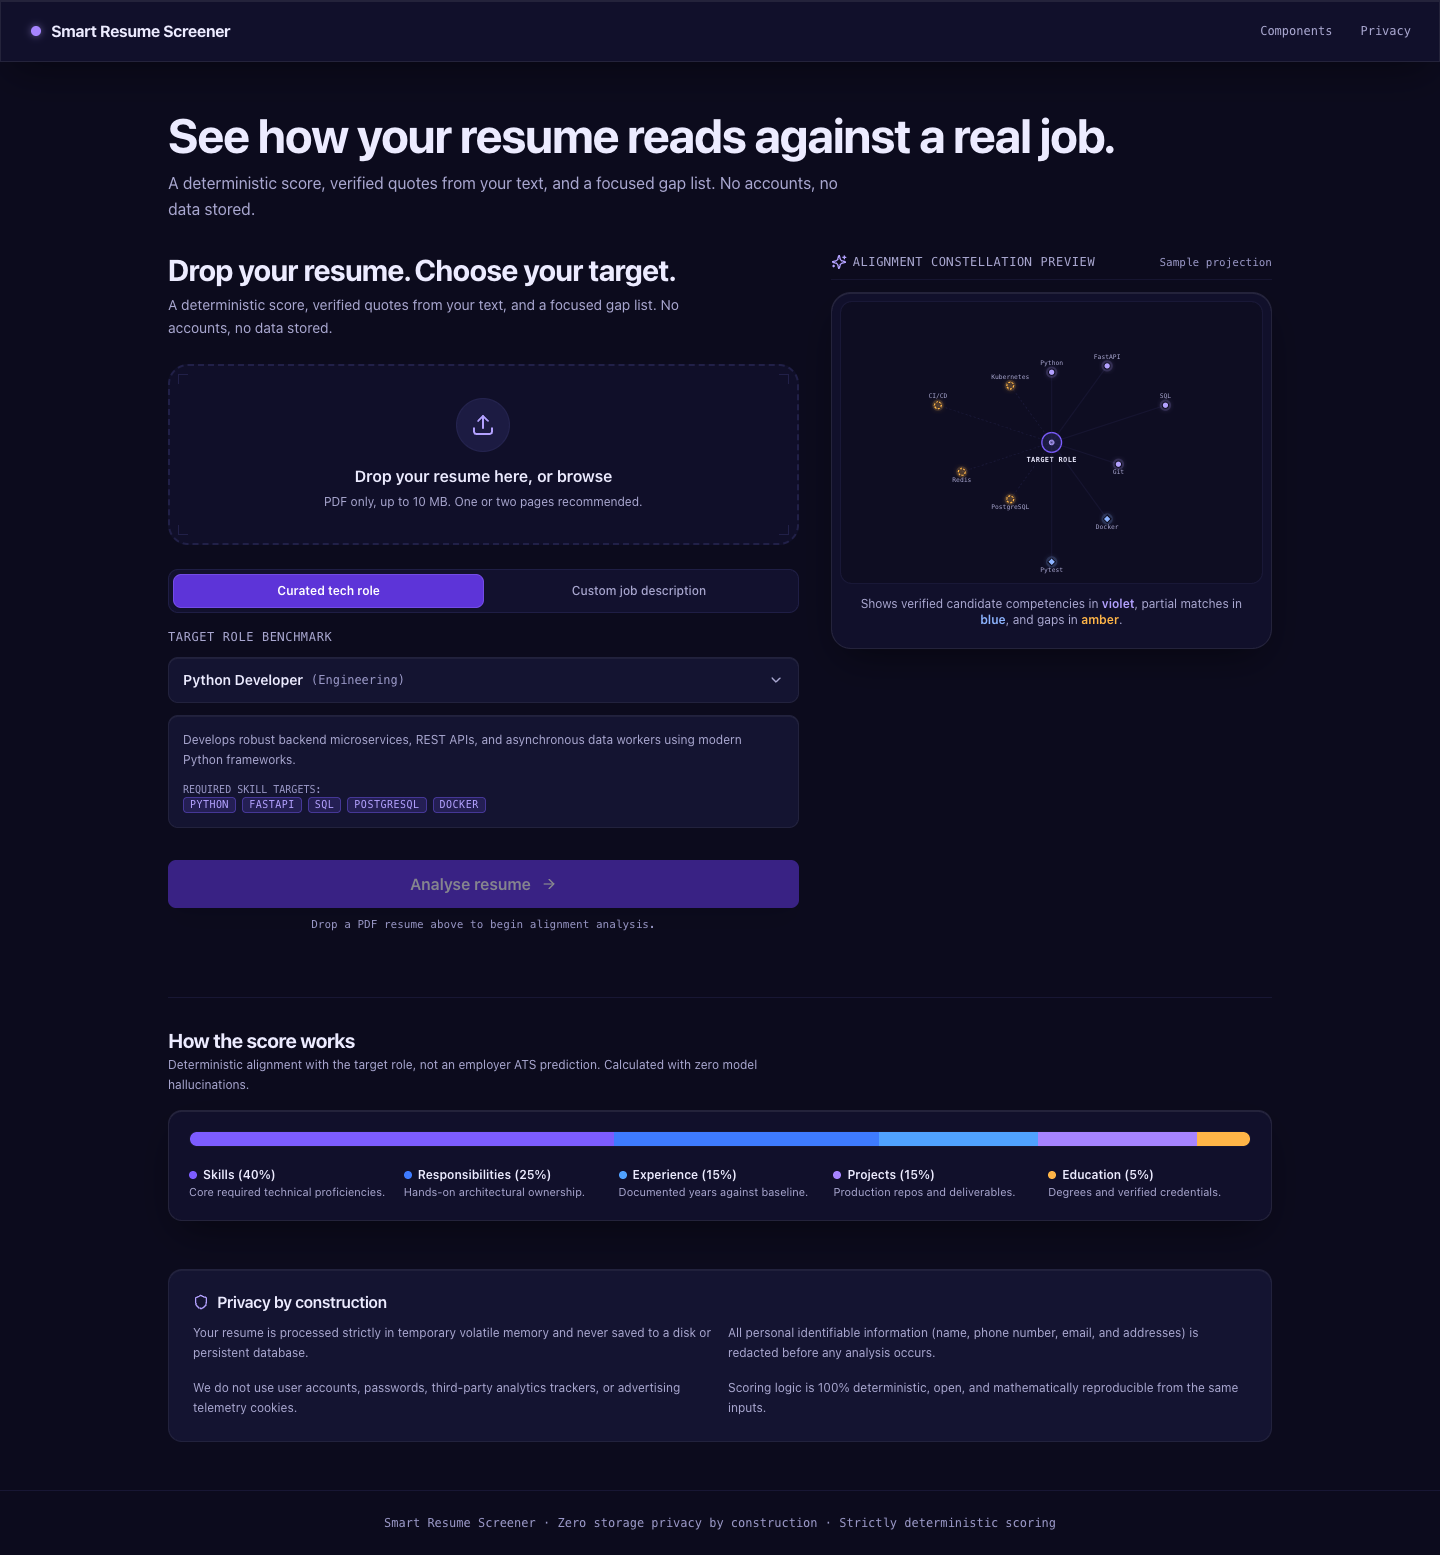 Smart Resume Screener
Components
Privacy
See how your resume reads against a real job.
A deterministic score, verified quotes from your text, and a focused gap list. No accounts, no
data stored.
Drop your resume. Choose your target.
A deterministic score, verified quotes from your text, and a focused gap list. No
accounts, no data stored.
Drop your resume here, or browse
PDF only, up to 10 MB. One or two pages recommended.
Curated tech role
Custom job description
TARGET ROLE BENCHMARK
Python Developer (Engineering)
Develops robust backend microservices, REST APIs, and asynchronous data workers using modern
Python frameworks.
REQUIRED SKILL TARGETS:
PYTHON FASTAPI SQL POSTGRESQL DOCKER
Analyse resume
Drop a PDF resume above to begin alignment analysis.
ALIGNMENT CONSTELLATION PREVIEW
Sample projection
FastAPI
Python
Kubernetes
CI/CD
SQL
TARGET ROLE
Git
Redis
PostgreSQL
Docker
Pytest
Shows verified candidate competencies in violet, partial matches in
blue, and gaps in amber.
How the score works
Deterministic alignment with the target role, not an employer ATS prediction. Calculated with zero model
hallucinations.
Skills (40%)
Core required technical proficiencies.
Responsibilities (25%)
Hands-on architectural ownership.
Experience (15%)
Documented years against baseline.
Projects (15%)
Production repos and deliverables.
Education (5%)
Degrees and verified credentials.
Privacy by construction
Your resume is processed strictly in temporary volatile memory and never saved to a disk or
persistent database.
All personal identifiable information (name, phone number, email, and addresses) is
redacted before any analysis occurs.
We do not use user accounts, passwords, third-party analytics trackers, or advertising
telemetry cookies.
Scoring logic is 100% deterministic, open, and mathematically reproducible from the same
inputs.
Smart Resume Screener · Zero storage privacy by construction · Strictly deterministic scoring